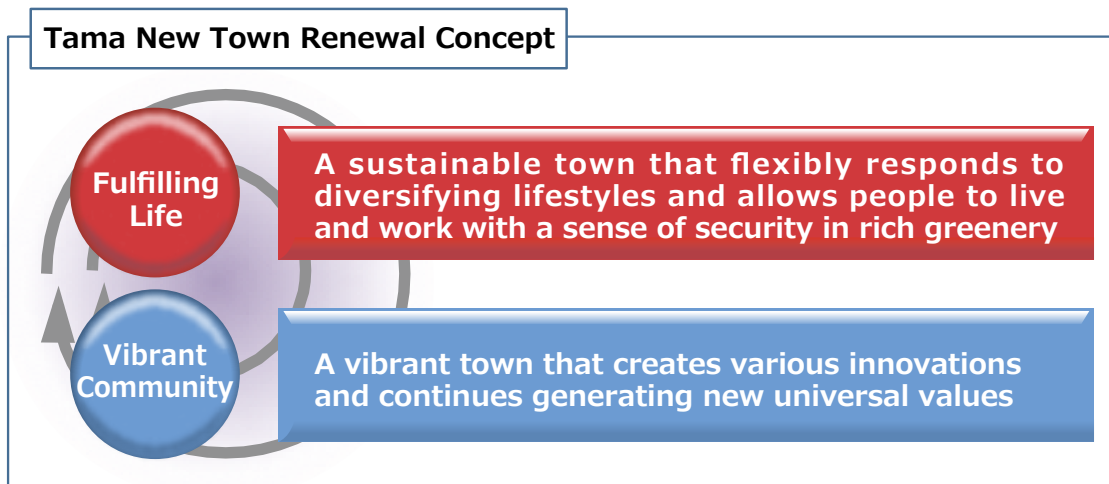 Tama New Town Renewal Concept
Fulfilling
Life
A sustainable town that flexibly responds to
diversifying lifestyles and allows people to live
and work with a sense of security in rich greenery
Vibrant
Community
A vibrant town that creates various innovations
and continues generating new universal values